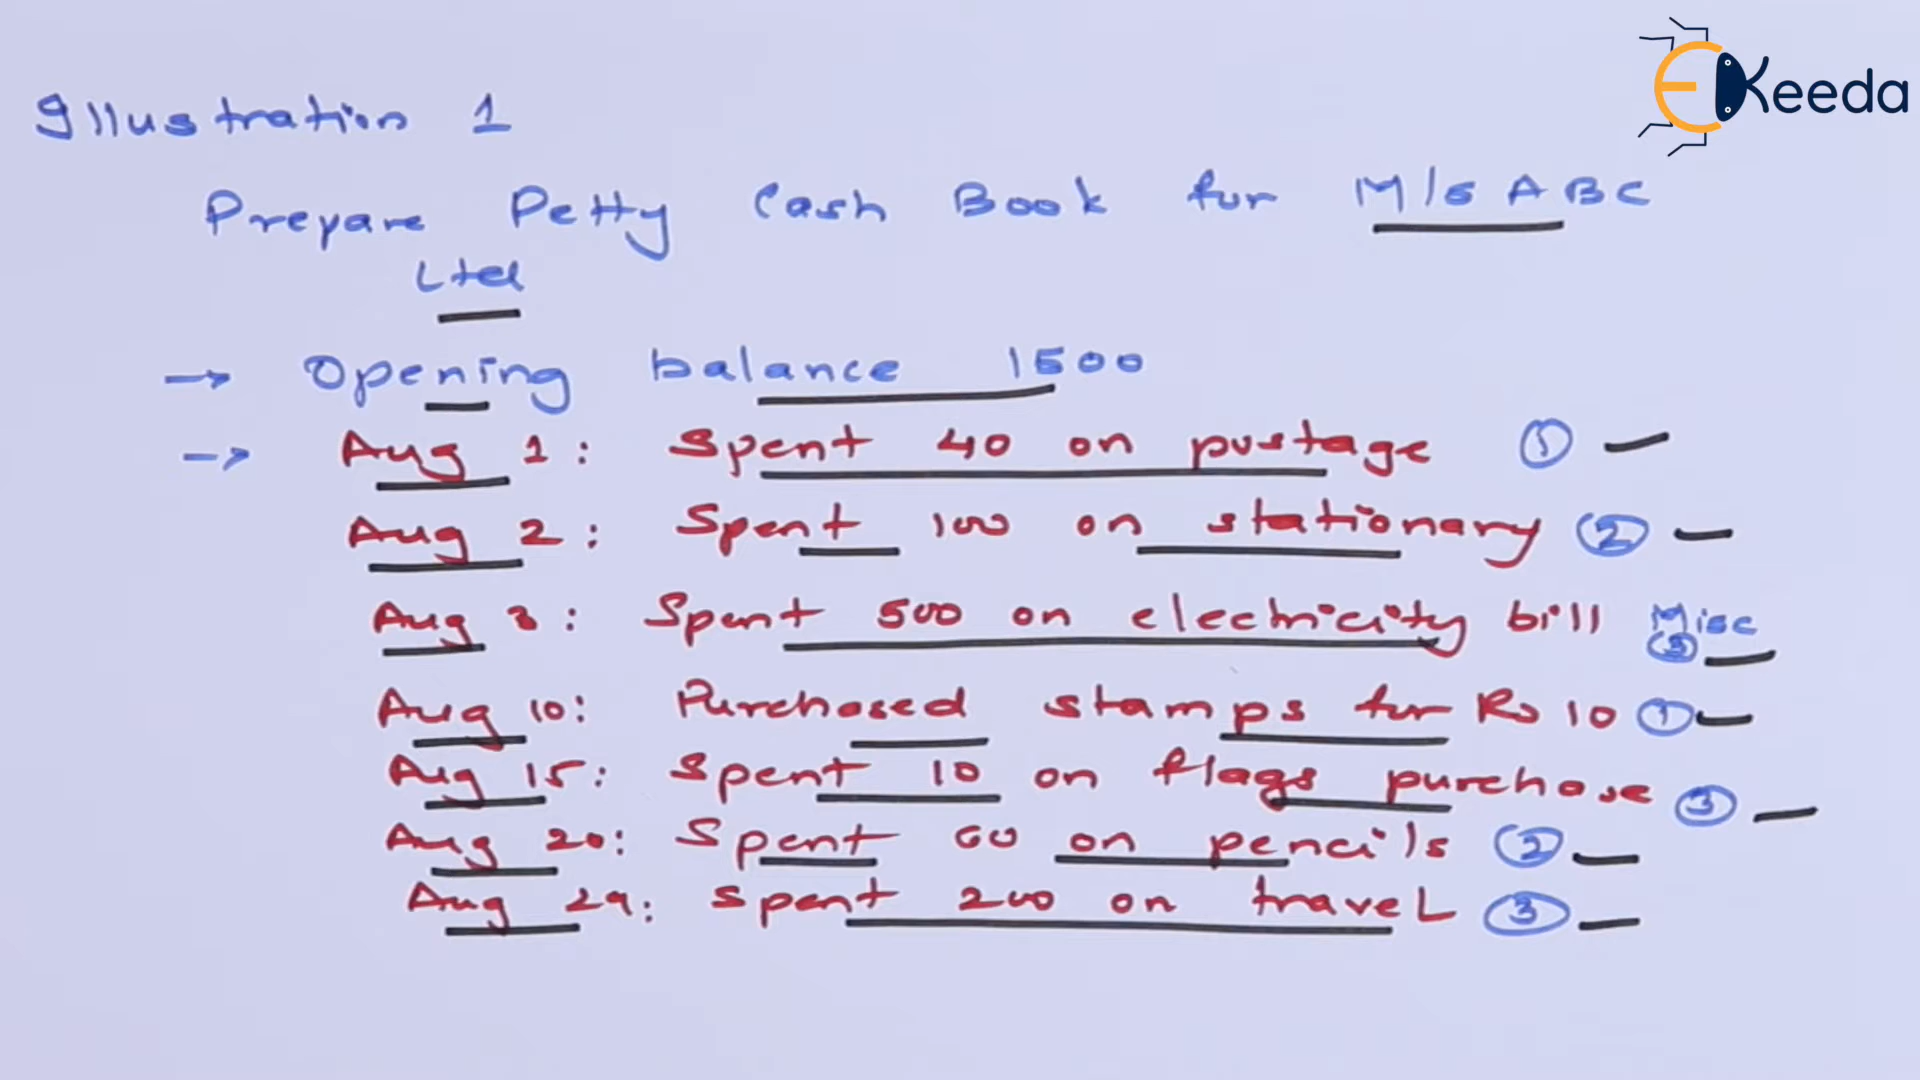 EKeeda
Illustration 1
Prepare Petty Cash Book for M/s ABC
Ltd
→ Opening balance 1500
→ Aug 1: Spent 40 on postage ①
Aug 2: Spent 100 on stationary ②
Aug 3: Spent 500 on electricity bill Misc
③
Aug 10: Purchased stamps for Rs 10 ①
Aug 15: Spent 10 on flags purchase ③
Aug 20: Spent 60 on pencils ②
Aug 29: Spent 200 on travel ③